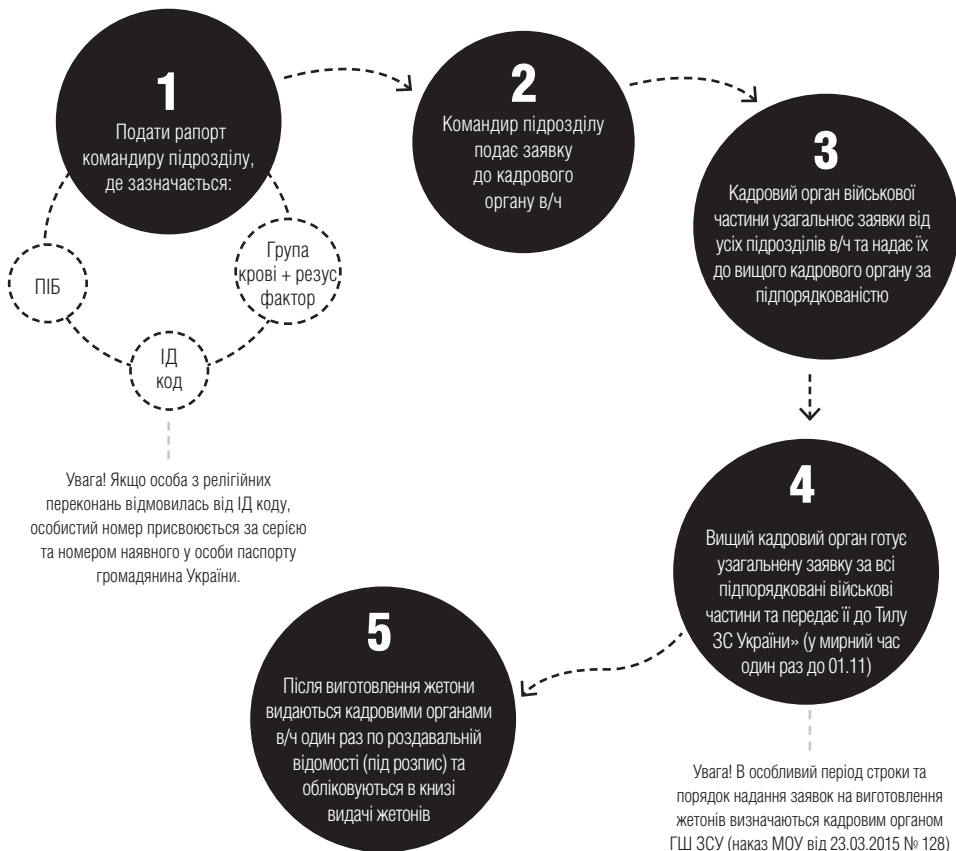 1
Подати рапорт
командиру підрозділу,
де зазначається:
ПІБ
ІД
код
Група
крові + резус
фактор
Увага! Якщо особа з релігійних
переконань відмовилась від ІД коду,
особистий номер присвоюється за серією
та номером наявного у особи паспорту
громадянина України.
2
Командир підрозділу
подає заявку
до кадрового
органу в/ч
3
Кадровий орган військової
частини узагальнює заявки від
усіх підрозділів в/ч та надає їх
до вищого кадрового органу за
підпорядкованістю
4
Вищий кадровий орган готує
узагальнену заявку за всі
підпорядковані військові
частини та передає її до Тилу
ЗС України» (у мирний час
один раз до 01.11)
Увага! В особливий період строки та
порядок надання заявок на виготовлення
жетонів визначаються кадровим органом
ГШ ЗСУ (наказ МОУ від 23.03.2015 № 128)
5
Після виготовлення жетони
видаються кадровими органами
в/ч один раз по роздавальній
відомості (під розпис) та
обліковуються в книзі
видачі жетонів